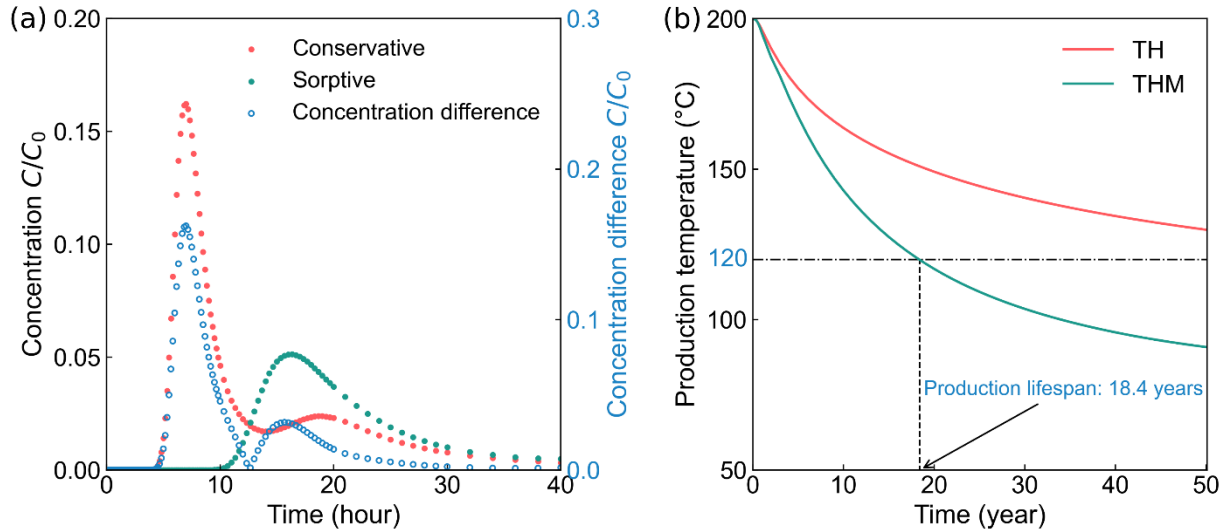 (a)
0.20
0.15
0.10
0.05
0.00
Concentration C/C₀
0
10
20
30
40
Time (hour)
0.3
0.2
0.1
0.0
Concentration difference C/C₀
Conservative
Sorptive
Concentration difference
(b)
200
150
120
100
50
Production temperature (°C)
0
10
20
30
40
50
Time (year)
TH
THM
Production lifespan: 18.4 years